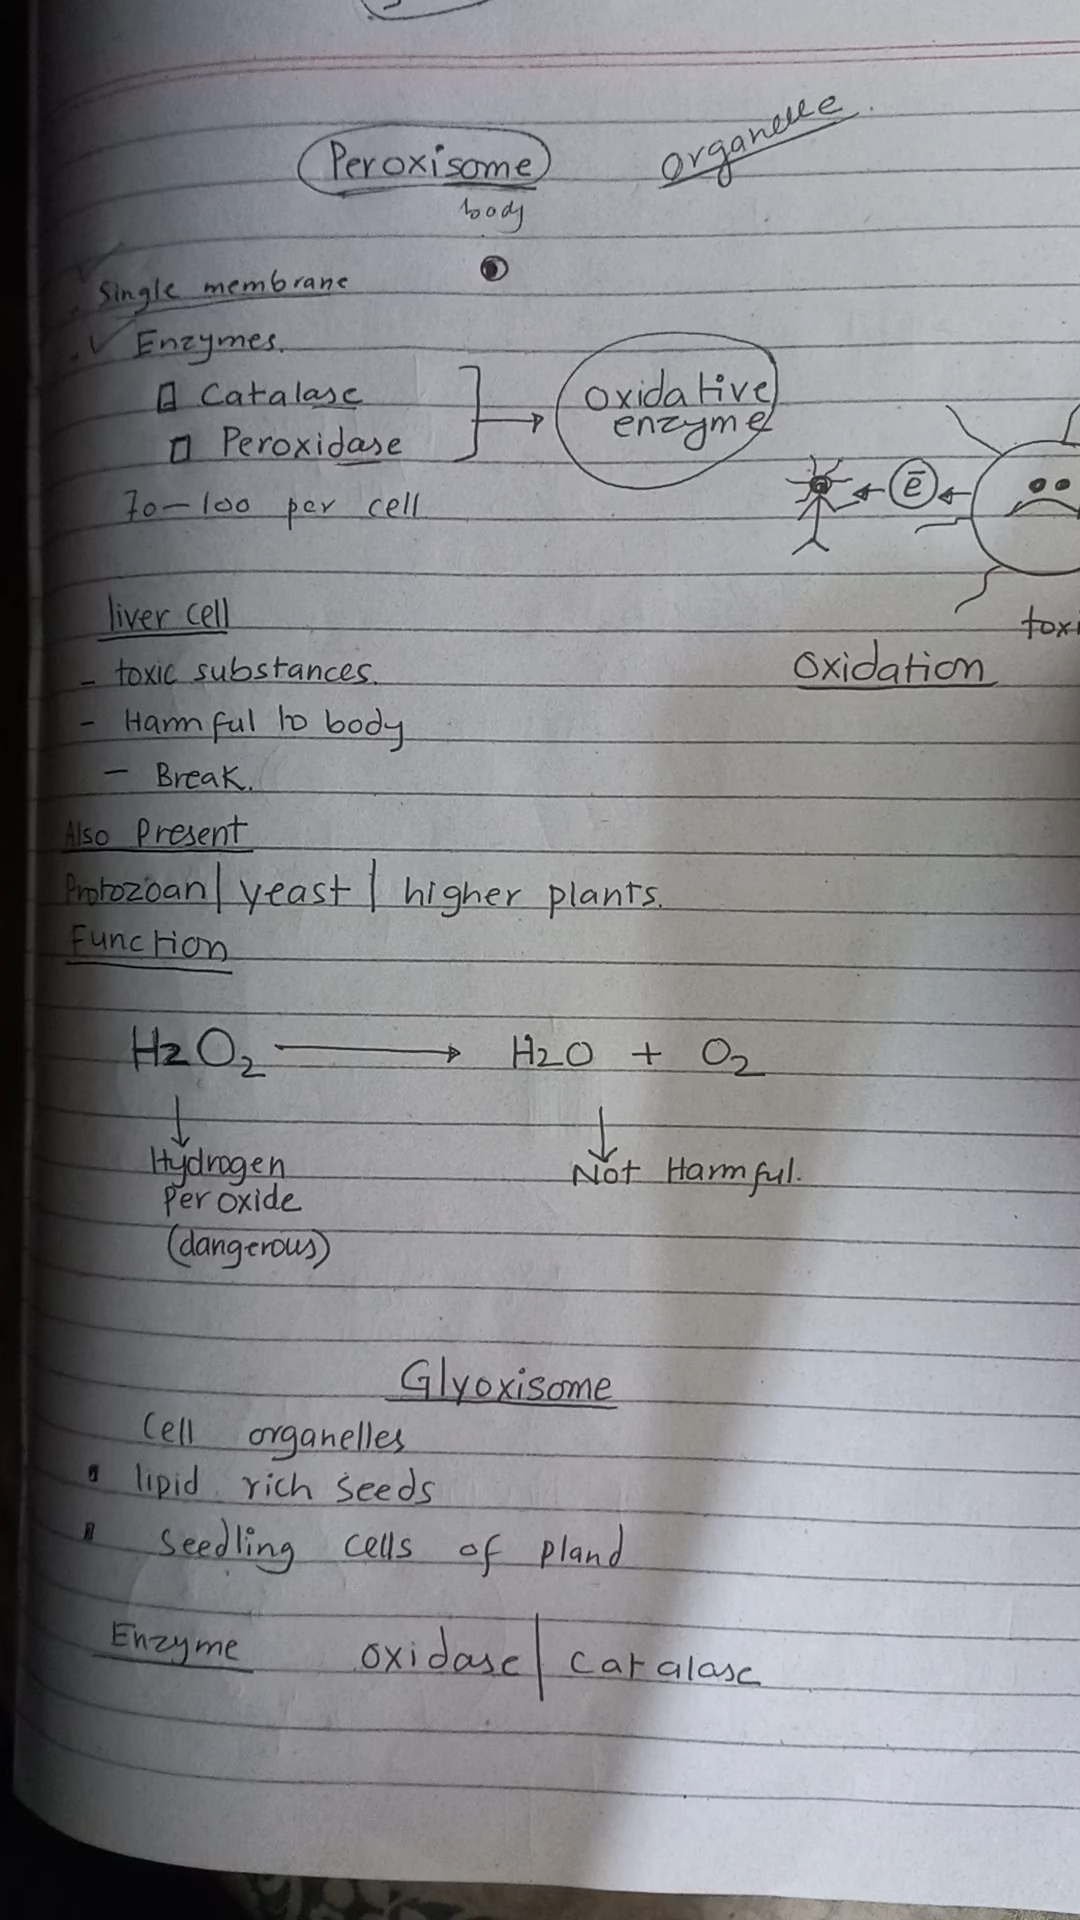 Peroxisome organelle.
body
Single membrane
Enzymes.
Catalase
Peroxidase
oxidative
enzyme
70-100 per cell
ē
liver cell
toxi
- toxic substances.
oxidation
- Harmful to body
- Break.
Also Present
Protozoan | yeast | higher plants.
Function
H2O2 → H2O + O2
Hydrogen Not Harmful.
Peroxide
(dangerous)
Glyoxisome
Cell organelles
lipid rich seeds
seedling cells of pland
Enzyme oxidase | catalase